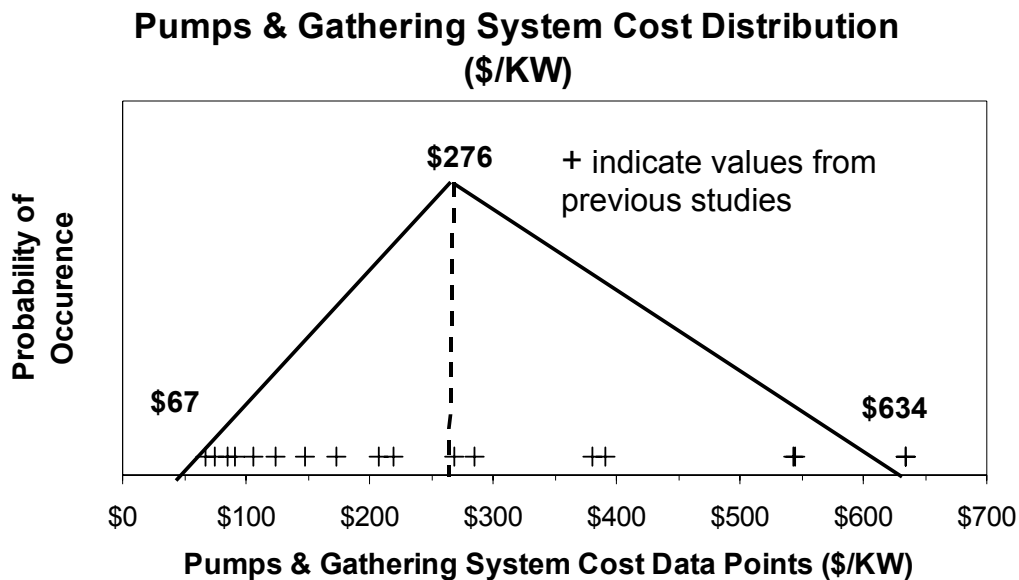 Pumps & Gathering System Cost Distribution
($/KW)
$276
+ indicate values from
previous studies
Probability of
Occurence
$67
$634
$0 $100 $200 $300 $400 $500 $600 $700
Pumps & Gathering System Cost Data Points ($/KW)